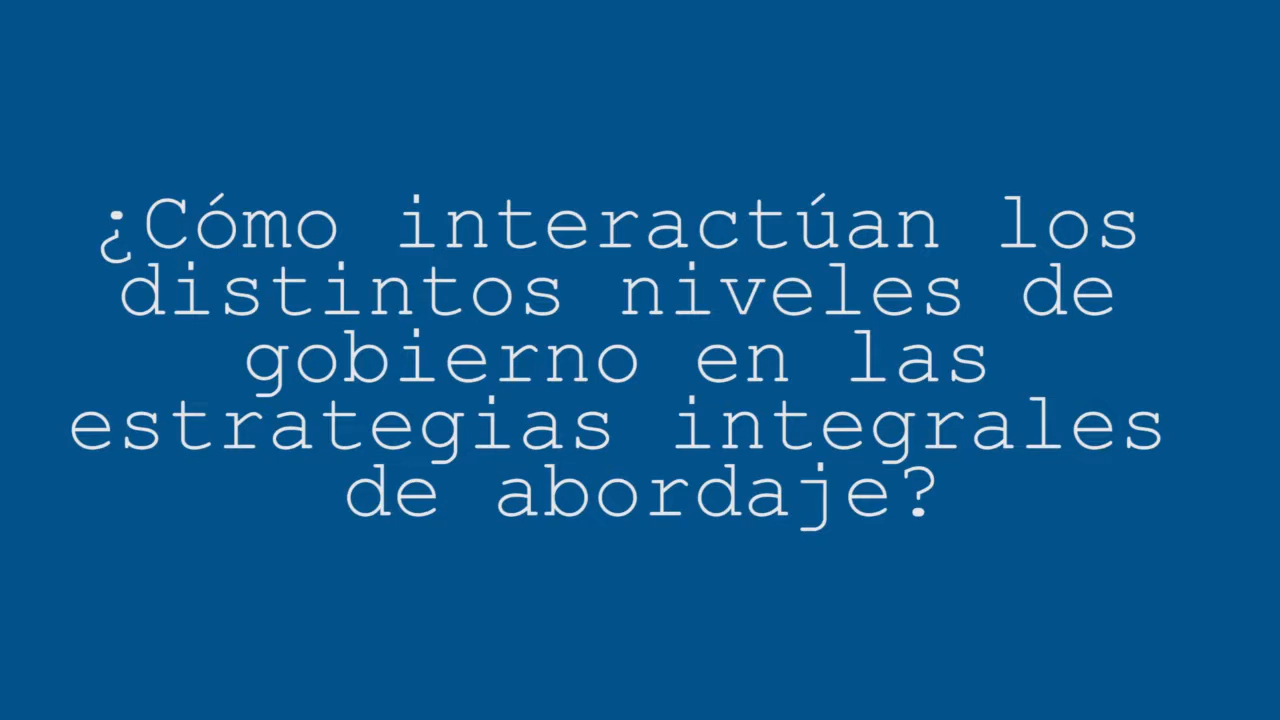 ¿Cómo interactúan los
distintos niveles de
gobierno en las
estrategias integrales
de abordaje?